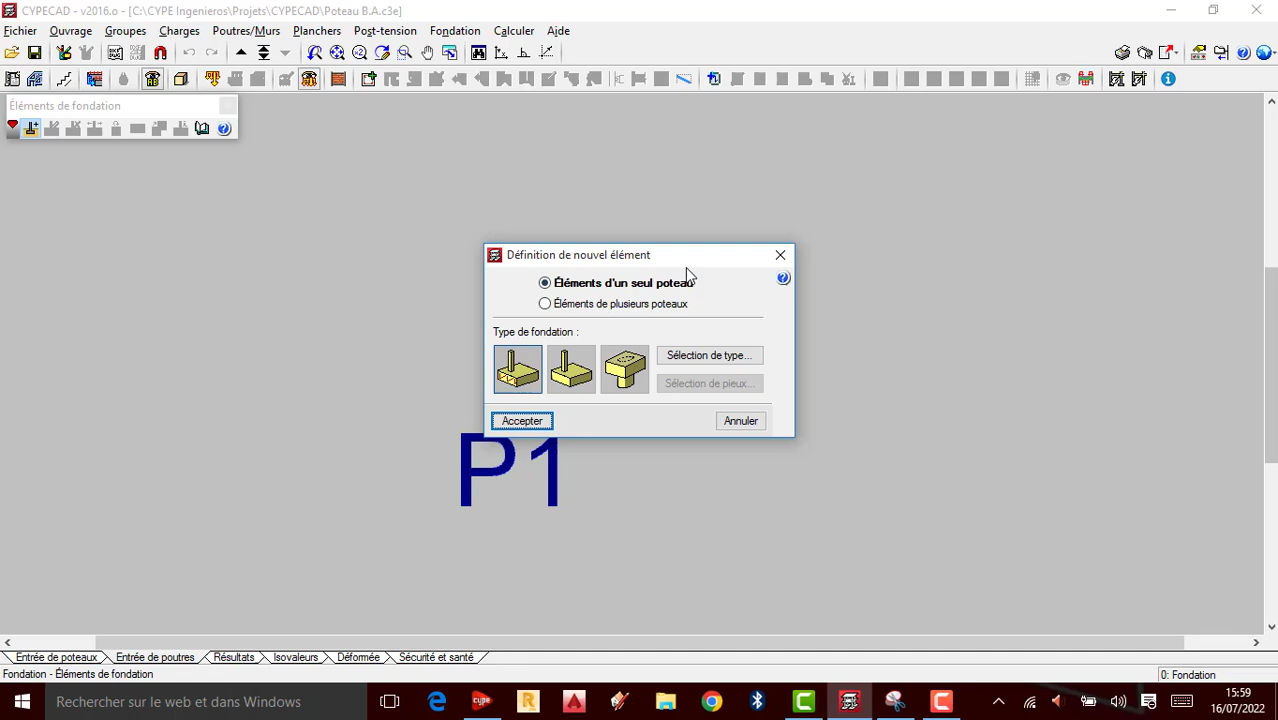 CYPECAD - v2016.o - [C:\CYPE Ingenieros\Projets\CYPECAD\Poteau B.A.c3e]
Fichier Ouvrage Groupes Charges Poutres/Murs Planchers Post-tension Fondation Calculer Aide
Éléments de fondation
Définition de nouvel élément
Éléments d'un seul poteau
Éléments de plusieurs poteaux
Type de fondation :
Sélection de type...
Sélection de pieux...
Accepter Annuler
P1
Entrée de poteaux Entrée de poutres Résultats Isovaleurs Déformée Sécurité et santé
Fondation - Éléments de fondation 0: Fondation
Rechercher sur le web et dans Windows
15:59
16/07/2022